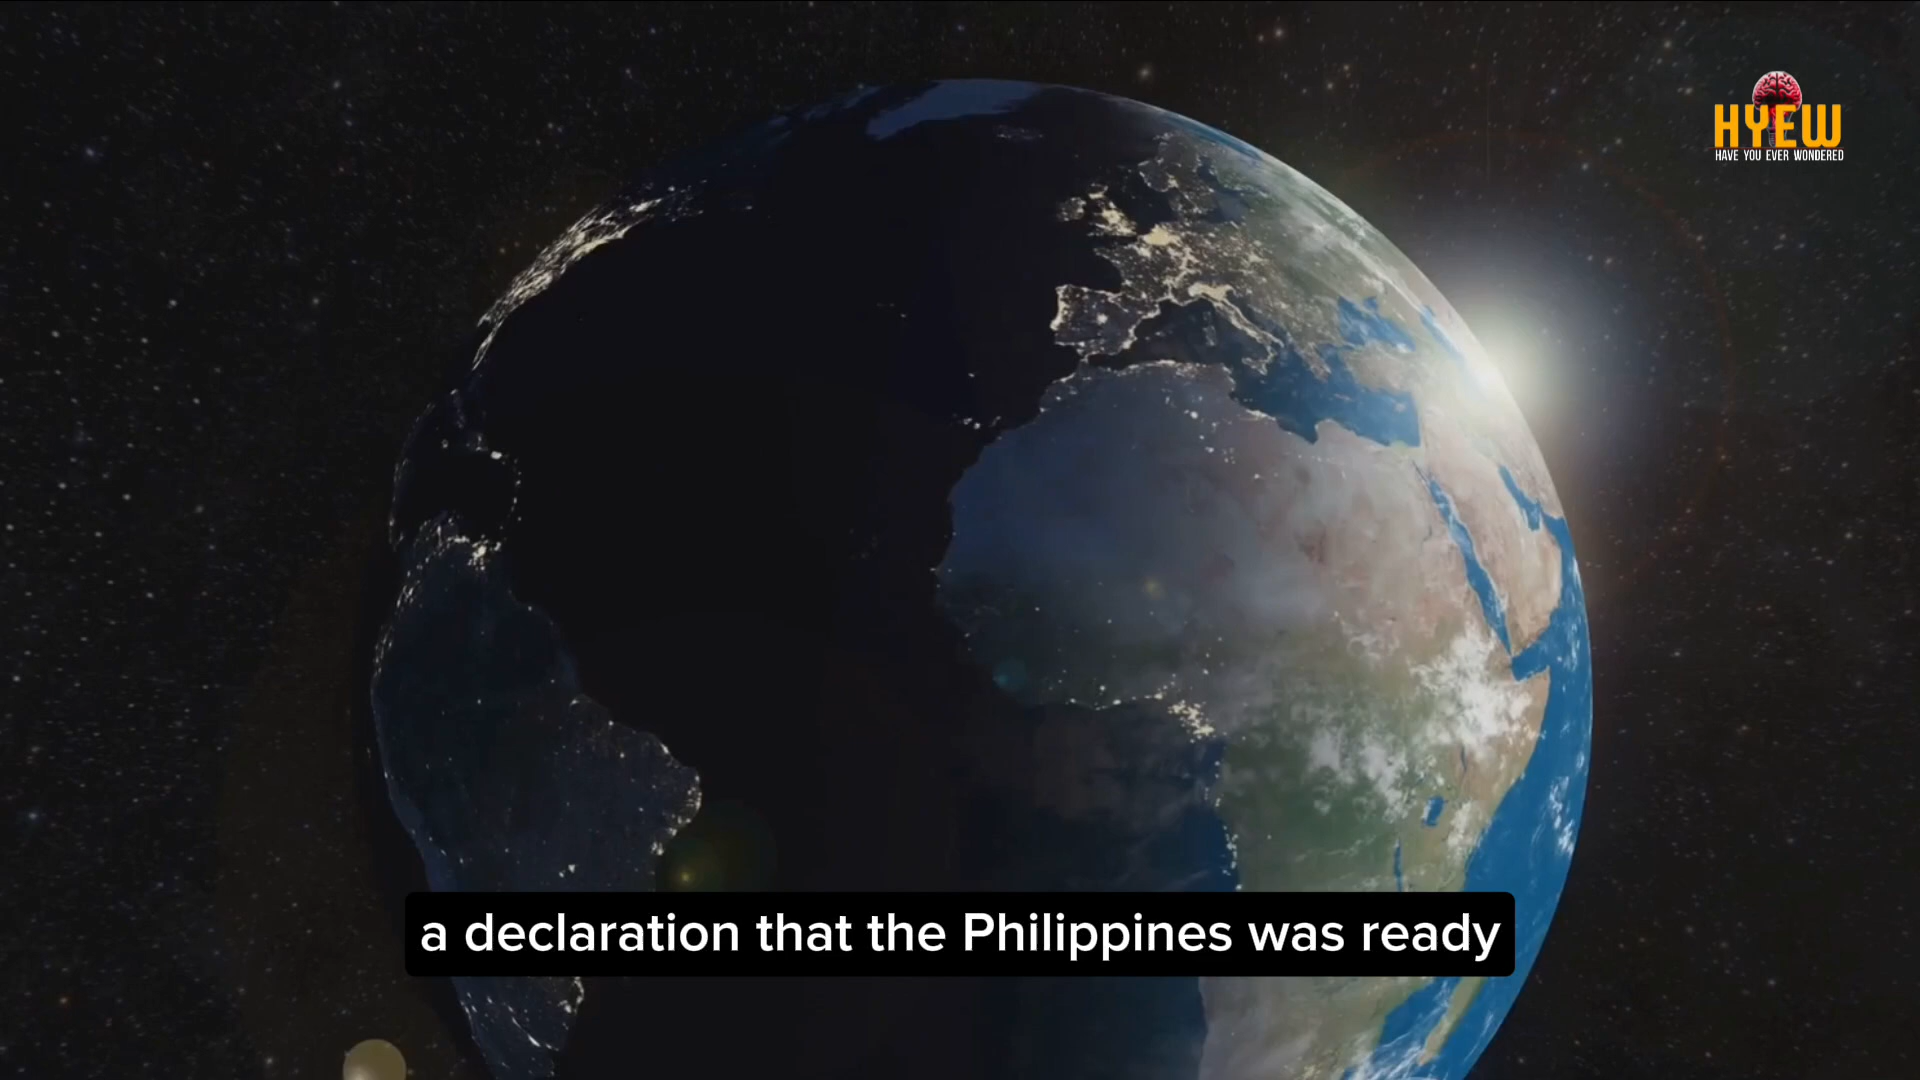 HYEW
HAVE YOU EVER WONDERED
a declaration that the Philippines was ready